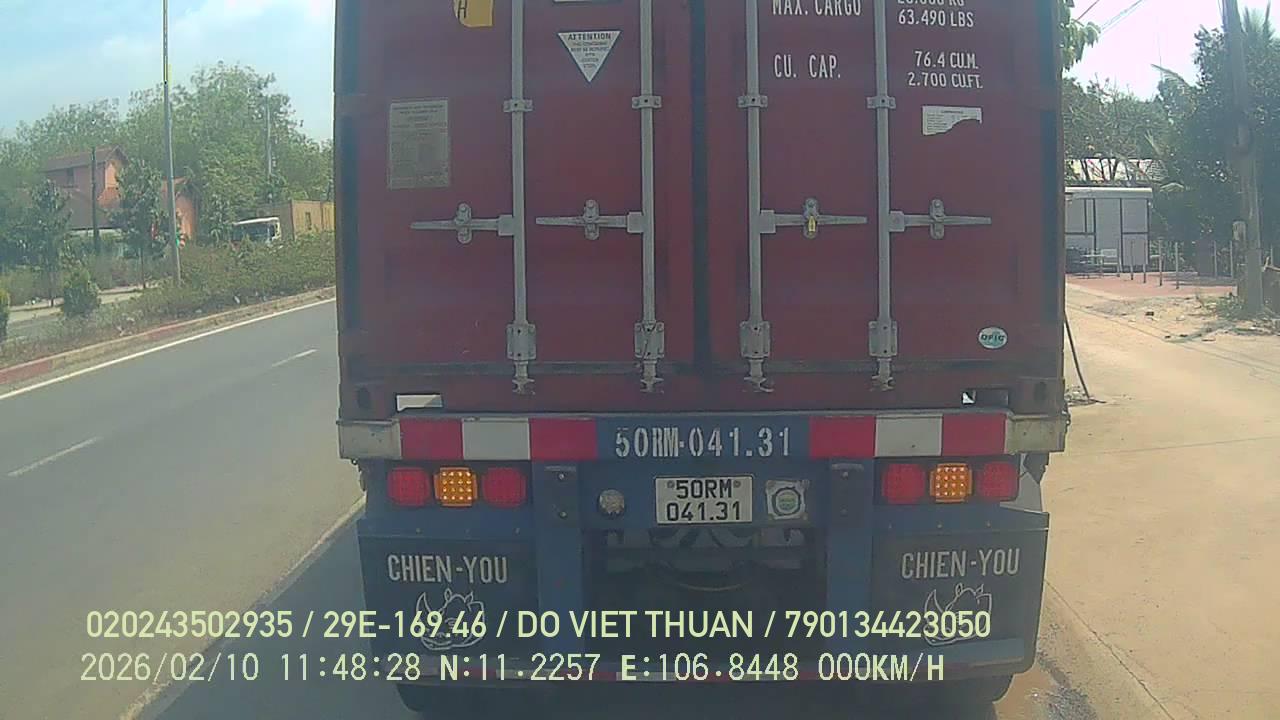 H
ATTENTION
MAX. CARGO
63.490 LBS
CU. CAP.
76.4 CU.M.
2.700 CU.FT.
50RM-041.31
50RM
041.31
CHIEN-YOU
CHIEN-YOU
020243502935 / 29E-169.46 / DO VIET THUAN / 790134423050
2026/02/10 11:48:28 N:11.2257 E:106.8448 000KM/H